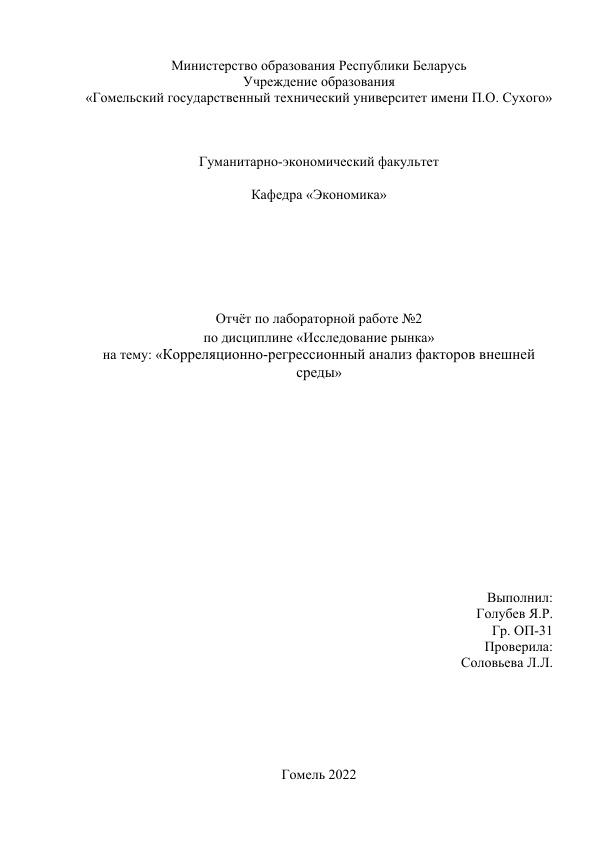 Министерство образования Республики Беларусь
Учреждение образования
«Гомельский государственный технический университет имени П.О. Сухого»
Гуманитарно-экономический факультет
Кафедра «Экономика»
Отчёт по лабораторной работе №2
по дисциплине «Исследование рынка»
на тему: «Корреляционно-регрессионный анализ факторов внешней
среды»
Выполнил:
Голубев Я.Р.
Гр. ОП-31
Проверила:
Соловьева Л.Л.
Гомель 2022